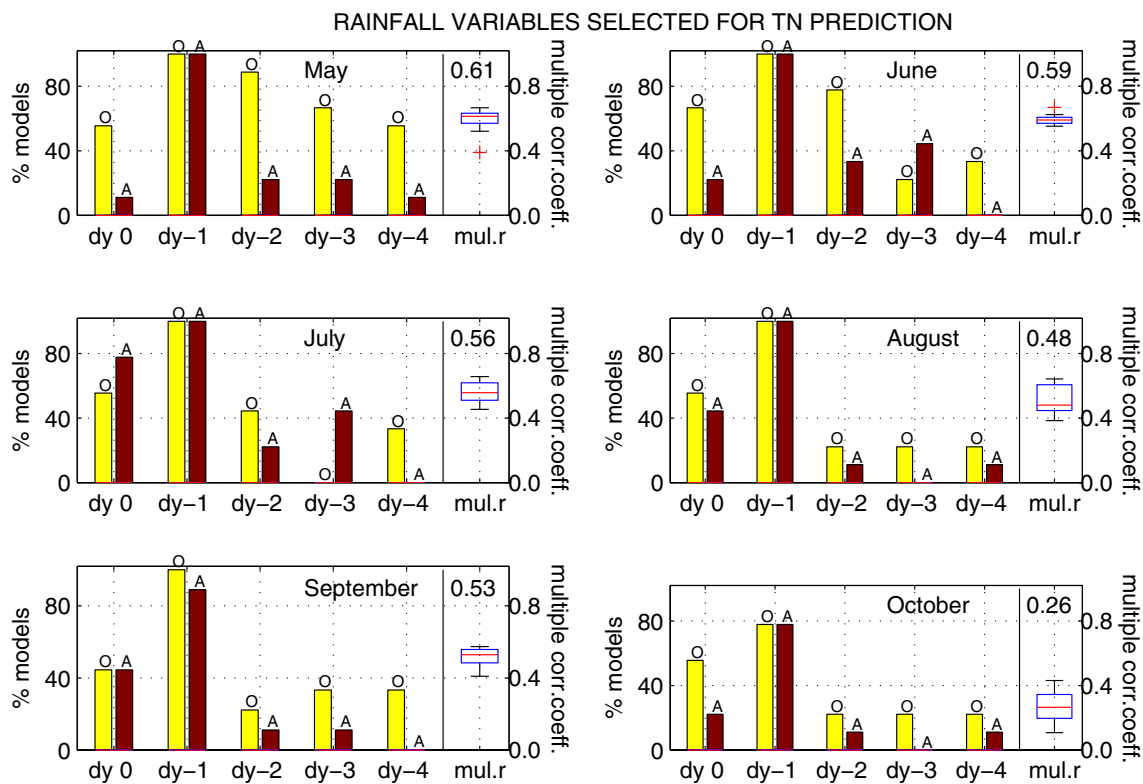 RAINFALL VARIABLES SELECTED FOR TN PREDICTION
O A May 0.61
O O O O A A A A
% models 80 40 0
0.8 0.4 0.0 multiple corr.coeff.
dy 0 dy−1 dy−2 dy−3 dy−4 mul.r
O A June 0.59
O O A O A A O A
% models 80 40 0
0.8 0.4 0.0 multiple corr.coeff.
dy 0 dy−1 dy−2 dy−3 dy−4 mul.r
O A July 0.56
O A O A O A O A
% models 80 40 0
0.8 0.4 0.0 multiple corr.coeff.
dy 0 dy−1 dy−2 dy−3 dy−4 mul.r
O A August 0.48
O A O A O A O A
% models 80 40 0
0.8 0.4 0.0 multiple corr.coeff.
dy 0 dy−1 dy−2 dy−3 dy−4 mul.r
O A September 0.53
O A O A O A O A
% models 80 40 0
0.8 0.4 0.0 multiple corr.coeff.
dy 0 dy−1 dy−2 dy−3 dy−4 mul.r
O A October 0.26
O A O A O A O A
% models 80 40 0
0.8 0.4 0.0 multiple corr.coeff.
dy 0 dy−1 dy−2 dy−3 dy−4 mul.r